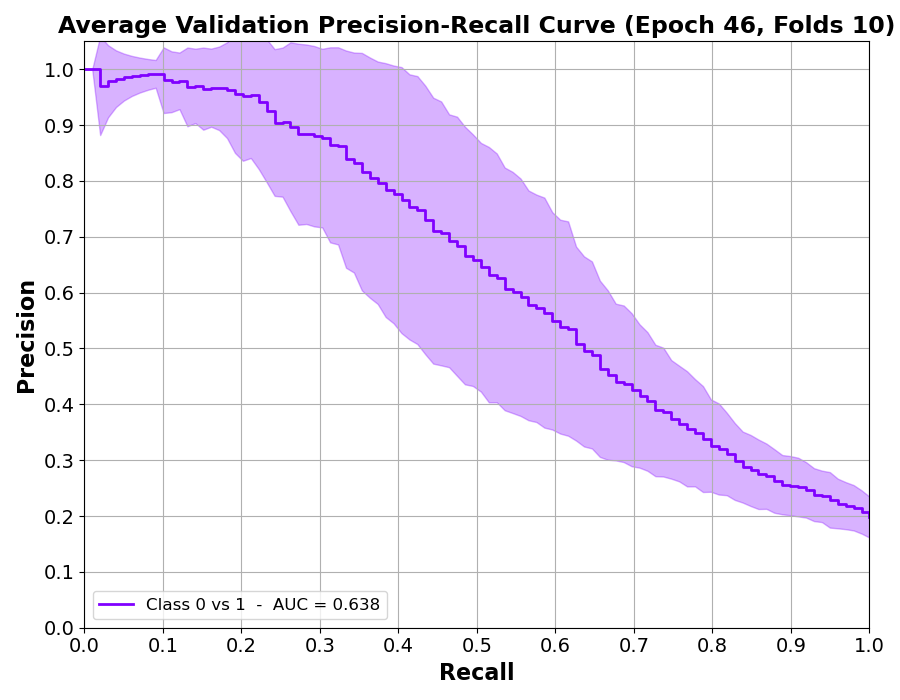 Average Validation Precision-Recall Curve (Epoch 46, Folds 10)
Precision
1.0
0.9
0.8
0.7
0.6
0.5
0.4
0.3
0.2
0.1
0.0
Class 0 vs 1 - AUC = 0.638
0.0 0.1 0.2 0.3 0.4 0.5 0.6 0.7 0.8 0.9 1.0
Recall